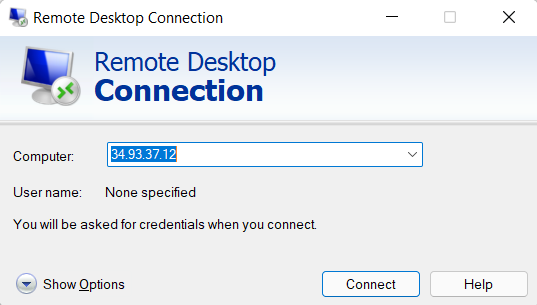 Remote Desktop Connection
Remote Desktop
Connection
Computer: 34.93.37.12
User name: None specified
You will be asked for credentials when you connect.
Show Options Connect Help